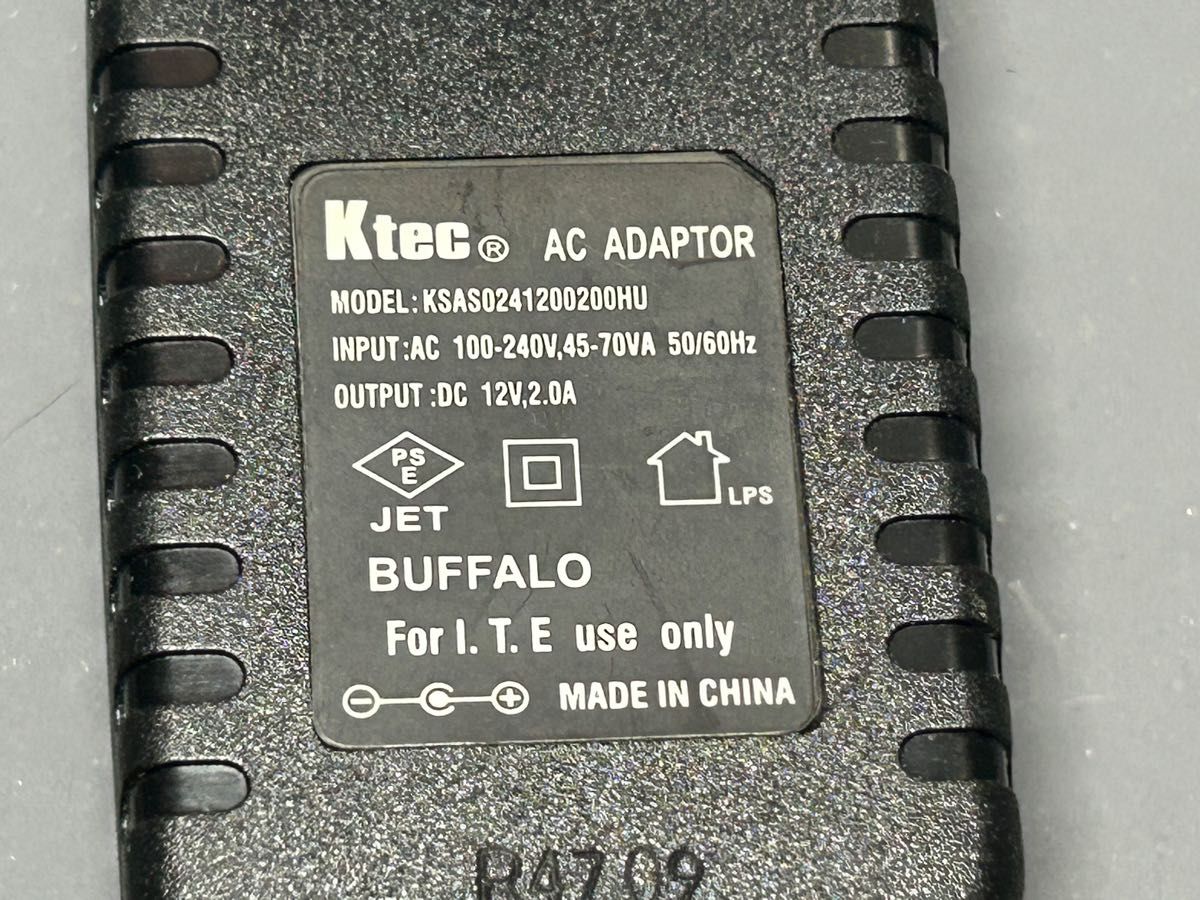 Ktec® AC ADAPTOR
MODEL:KSAS0241200200HU
INPUT:AC 100-240V,45-70VA 50/60Hz
OUTPUT:DC 12V,2.0A
PS
E
JET
LPS
BUFFALO
For I. T. E use only
MADE IN CHINA
R4709